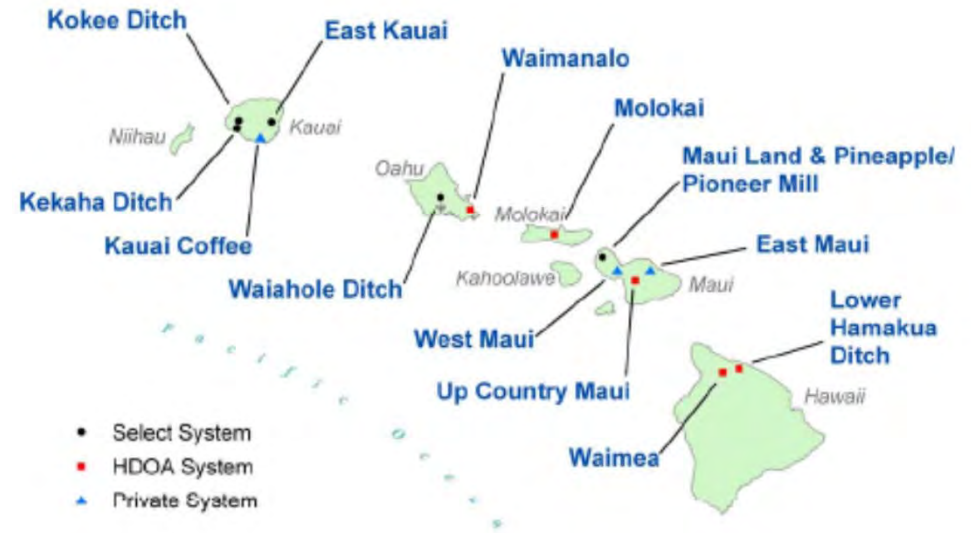 Kokee Ditch
East Kauai
Waimanalo
Molokai
Niihau
Kauai
Maui Land & Pineapple/
Pioneer Mill
Oahu
Kekaha Ditch
Molokai
Kauai Coffee
East Maui
Kahoolawe
Waiahole Ditch
Maui
Lower
Hamakua
Ditch
West Maui
Pacific Ocean
Up Country Maui
Hawaii
Select System
Waimea
HDOA System
Private System